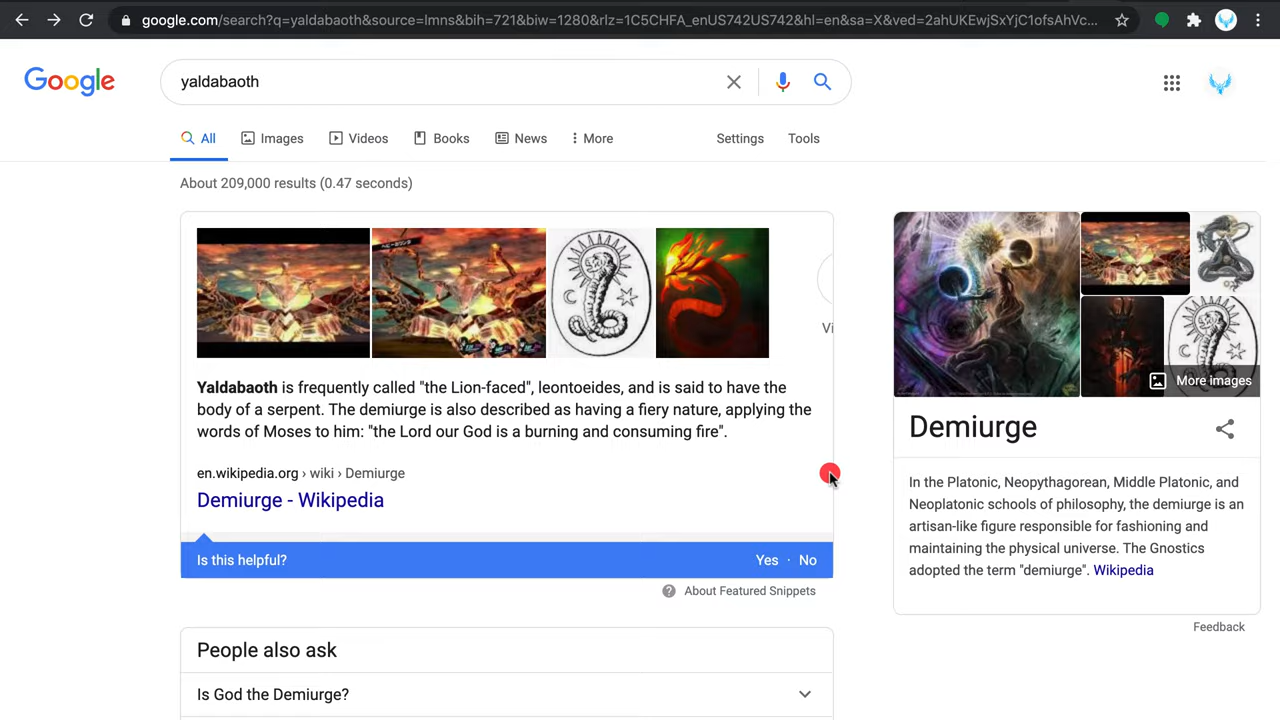 google.com/search?q=yaldabaoth&source=lmns&bih=721&biw=1280&rlz=1C5CHFA_enUS742US742&hl=en&sa=X&ved=2ahUKEwjSxYjC1ofsAhVc...
Google
yaldabaoth
All Images Videos Books News More Settings Tools
About 209,000 results (0.47 seconds)
Vi
Yaldabaoth is frequently called "the Lion-faced", leontoeides, and is said to have the
body of a serpent. The demiurge is also described as having a fiery nature, applying the
words of Moses to him: "the Lord our God is a burning and consuming fire".
en.wikipedia.org › wiki › Demiurge
Demiurge - Wikipedia
Is this helpful? Yes · No
About Featured Snippets
People also ask
Is God the Demiurge?
More images
Demiurge
In the Platonic, Neopythagorean, Middle Platonic, and
Neoplatonic schools of philosophy, the demiurge is an
artisan-like figure responsible for fashioning and
maintaining the physical universe. The Gnostics
adopted the term "demiurge". Wikipedia
Feedback